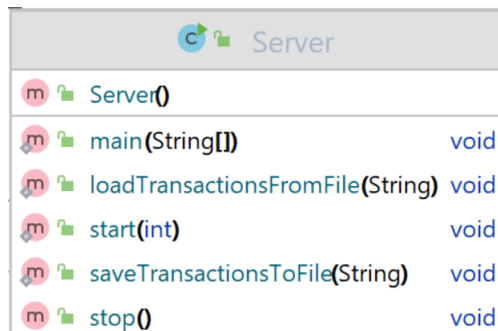 Server
Server()
main(String[]) void
loadTransactionsFromFile(String) void
start(int) void
saveTransactionsToFile(String) void
stop() void